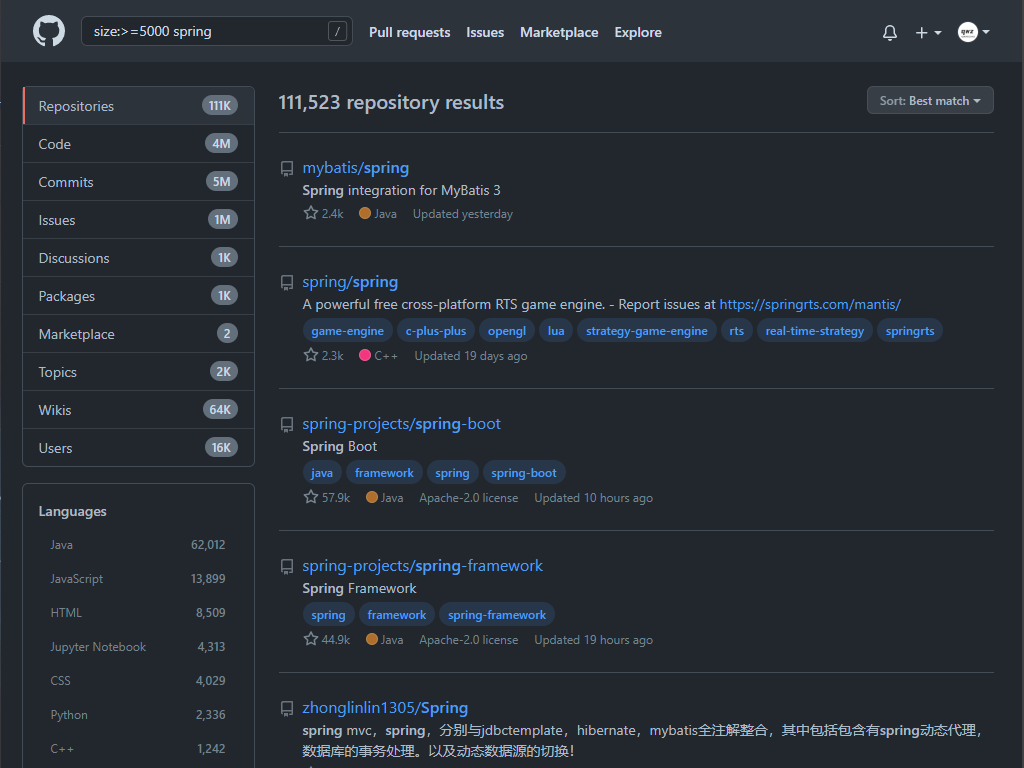 size:>=5000 spring /
Pull requests Issues Marketplace Explore
Repositories 111K
Code 4M
Commits 5M
Issues 1M
Discussions 1K
Packages 1K
Marketplace 2
Topics 2K
Wikis 64K
Users 16K
Languages
Java 62,012
JavaScript 13,899
HTML 8,509
Jupyter Notebook 4,313
CSS 4,029
Python 2,336
C++ 1,242
111,523 repository results
Sort: Best match
mybatis/spring
Spring integration for MyBatis 3
2.4k Java Updated yesterday
spring/spring
A powerful free cross-platform RTS game engine. - Report issues at https://springrts.com/mantis/
game-engine c-plus-plus opengl lua strategy-game-engine rts real-time-strategy springrts
2.3k C++ Updated 19 days ago
spring-projects/spring-boot
Spring Boot
java framework spring spring-boot
57.9k Java Apache-2.0 license Updated 10 hours ago
spring-projects/spring-framework
Spring Framework
spring framework spring-framework
44.9k Java Apache-2.0 license Updated 19 hours ago
zhonglinlin1305/Spring
spring mvc，spring，分别与jdbctemplate，hibernate，mybatis全注解整合，其中包括包含有spring动态代理，
数据库的事务处理。以及动态数据源的切换！